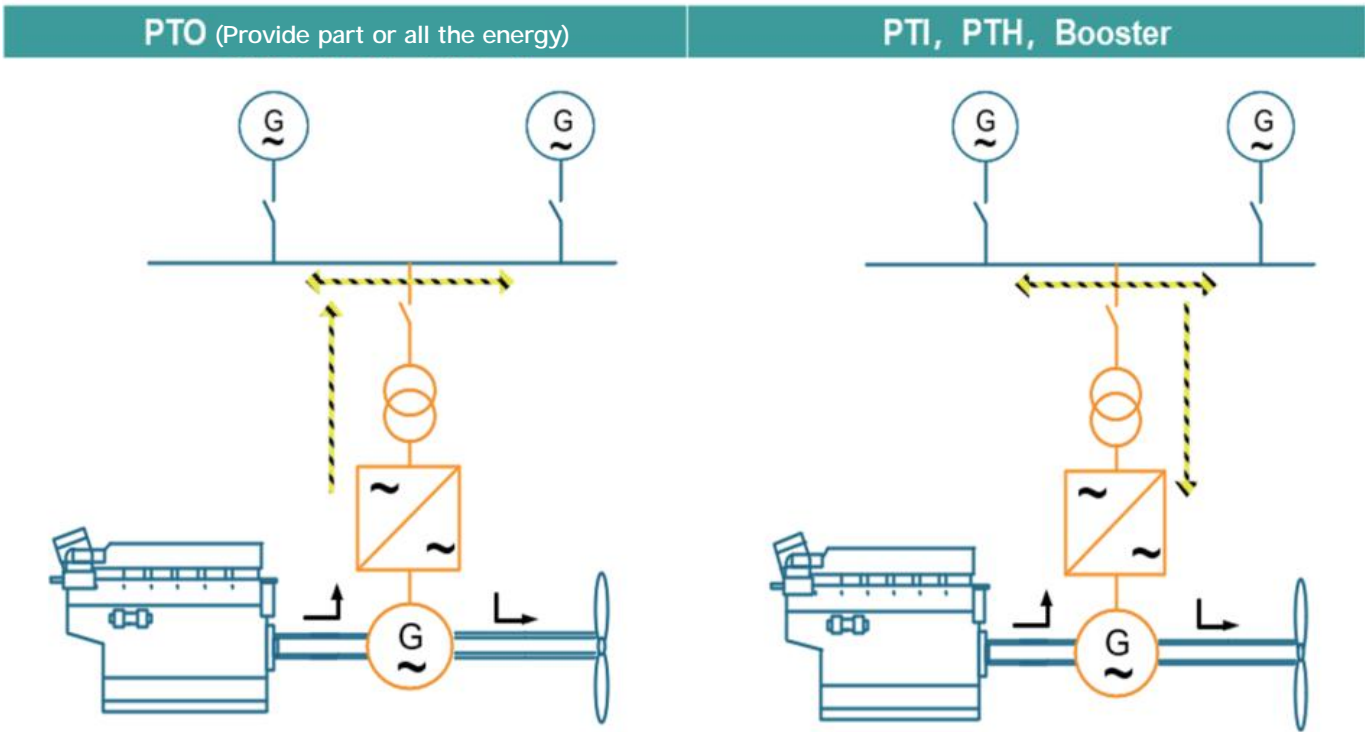 PTO (Provide part or all the energy)
PTI, PTH, Booster
G
~
G
~
G
~
G
~
~
~
~
~
G
~
G
~